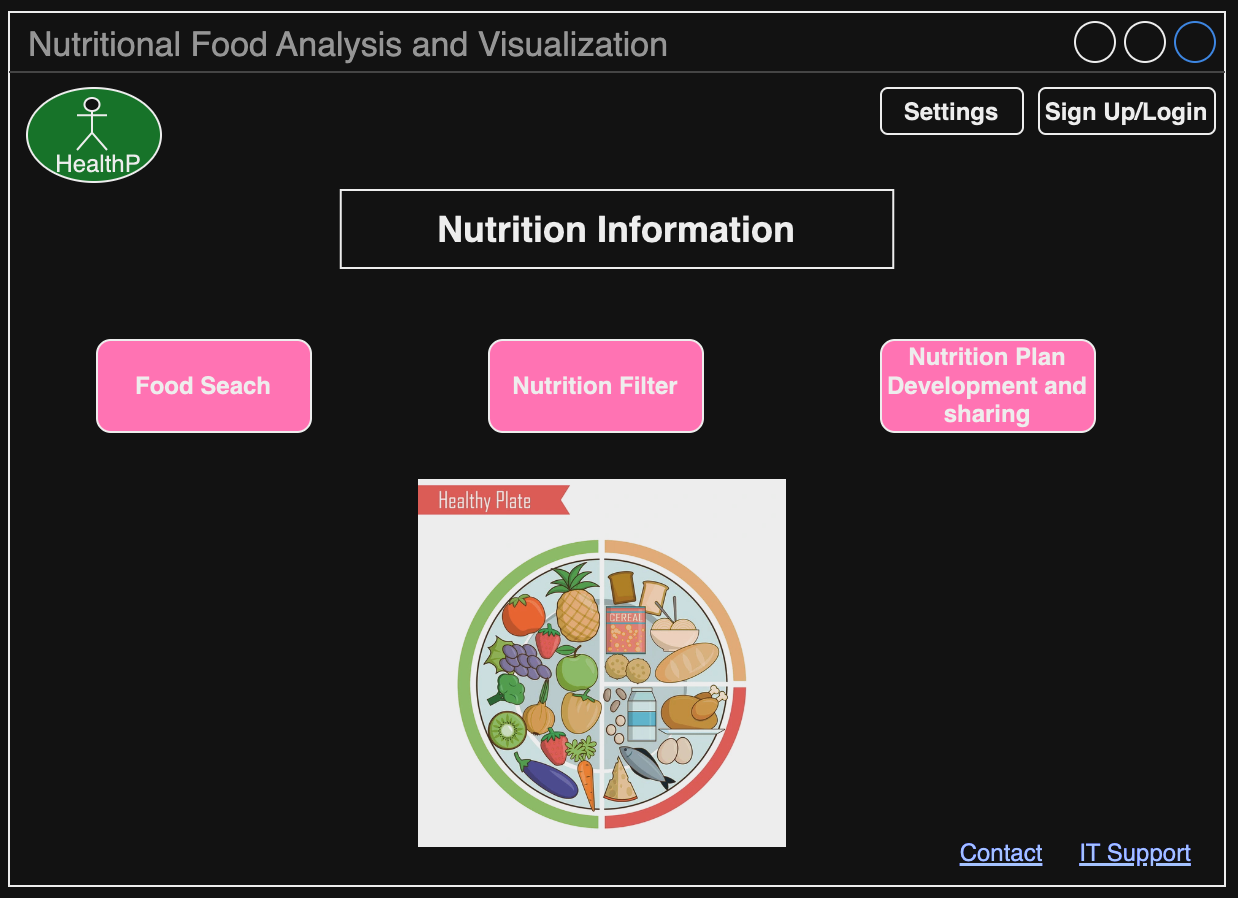 Nutritional Food Analysis and Visualization
HealthP
Settings
Sign Up/Login
Nutrition Information
Food Seach
Nutrition Filter
Nutrition Plan
Development and
sharing
Healthy Plate
CEREAL
Contact
IT Support